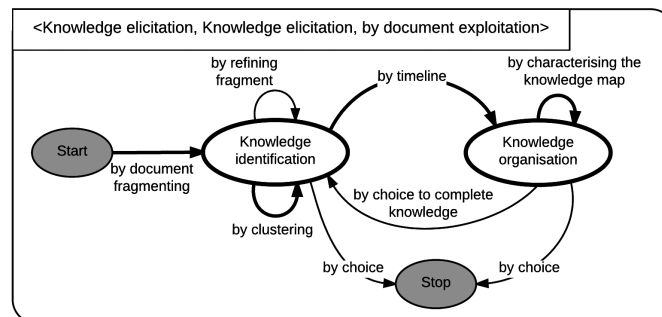 <Knowledge elicitation, Knowledge elicitation, by document exploitation>
by refining
fragment
by timeline
by characterising the
knowledge map
Start
Knowledge
identification
Knowledge
organisation
by document
fragmenting
by choice to complete
knowledge
by clustering
by choice
by choice
Stop